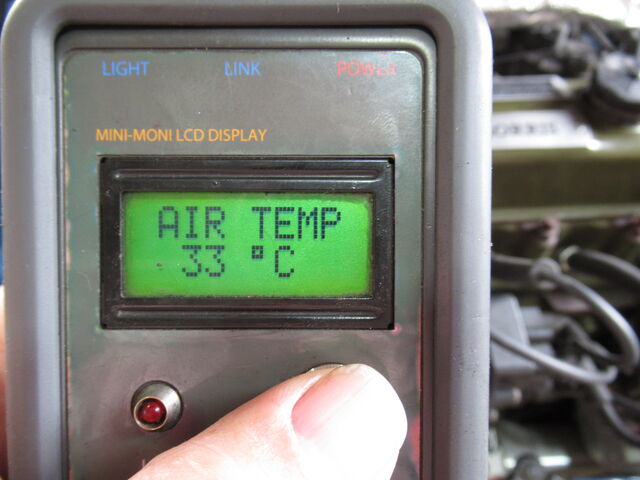 LIGHT LINK POWER
MINI-MONI LCD DISPLAY
AIR TEMP
33 °C